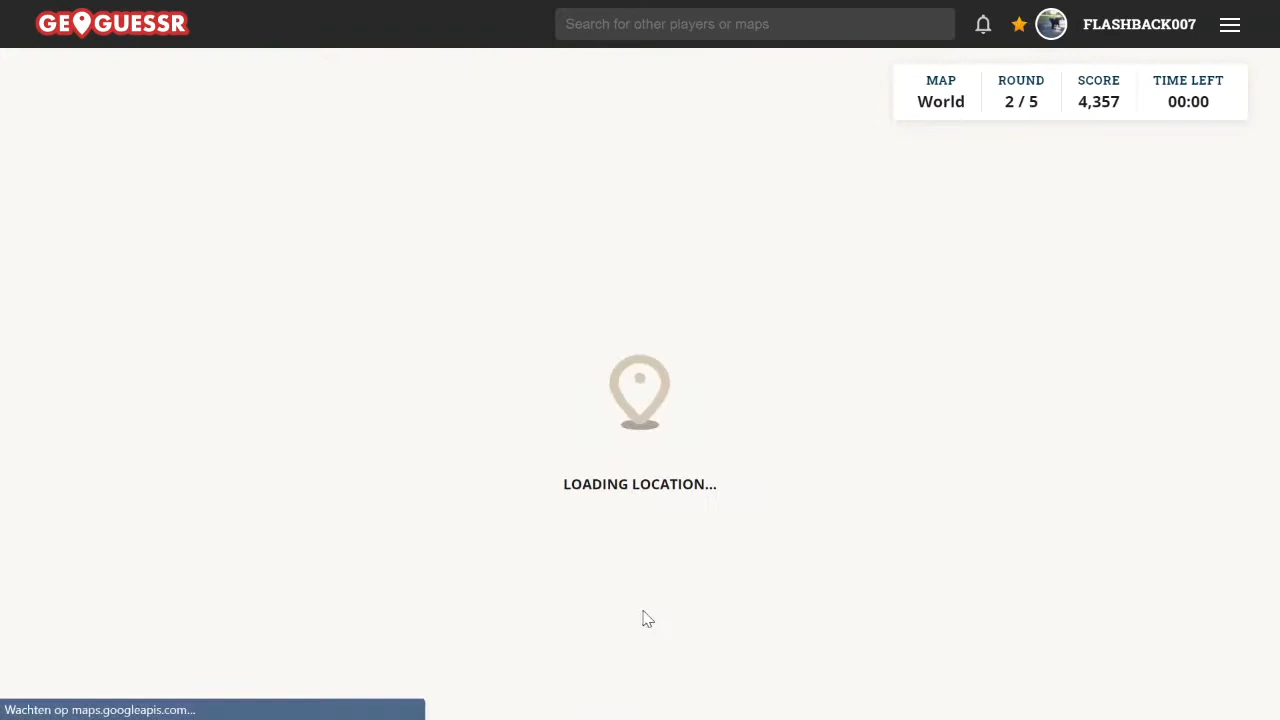 GEOGUESSR
Search for other players or maps
FLASHBACK007
MAP ROUND SCORE TIME LEFT
World 2 / 5 4,357 00:00
LOADING LOCATION...
Wachten op maps.googleapis.com...